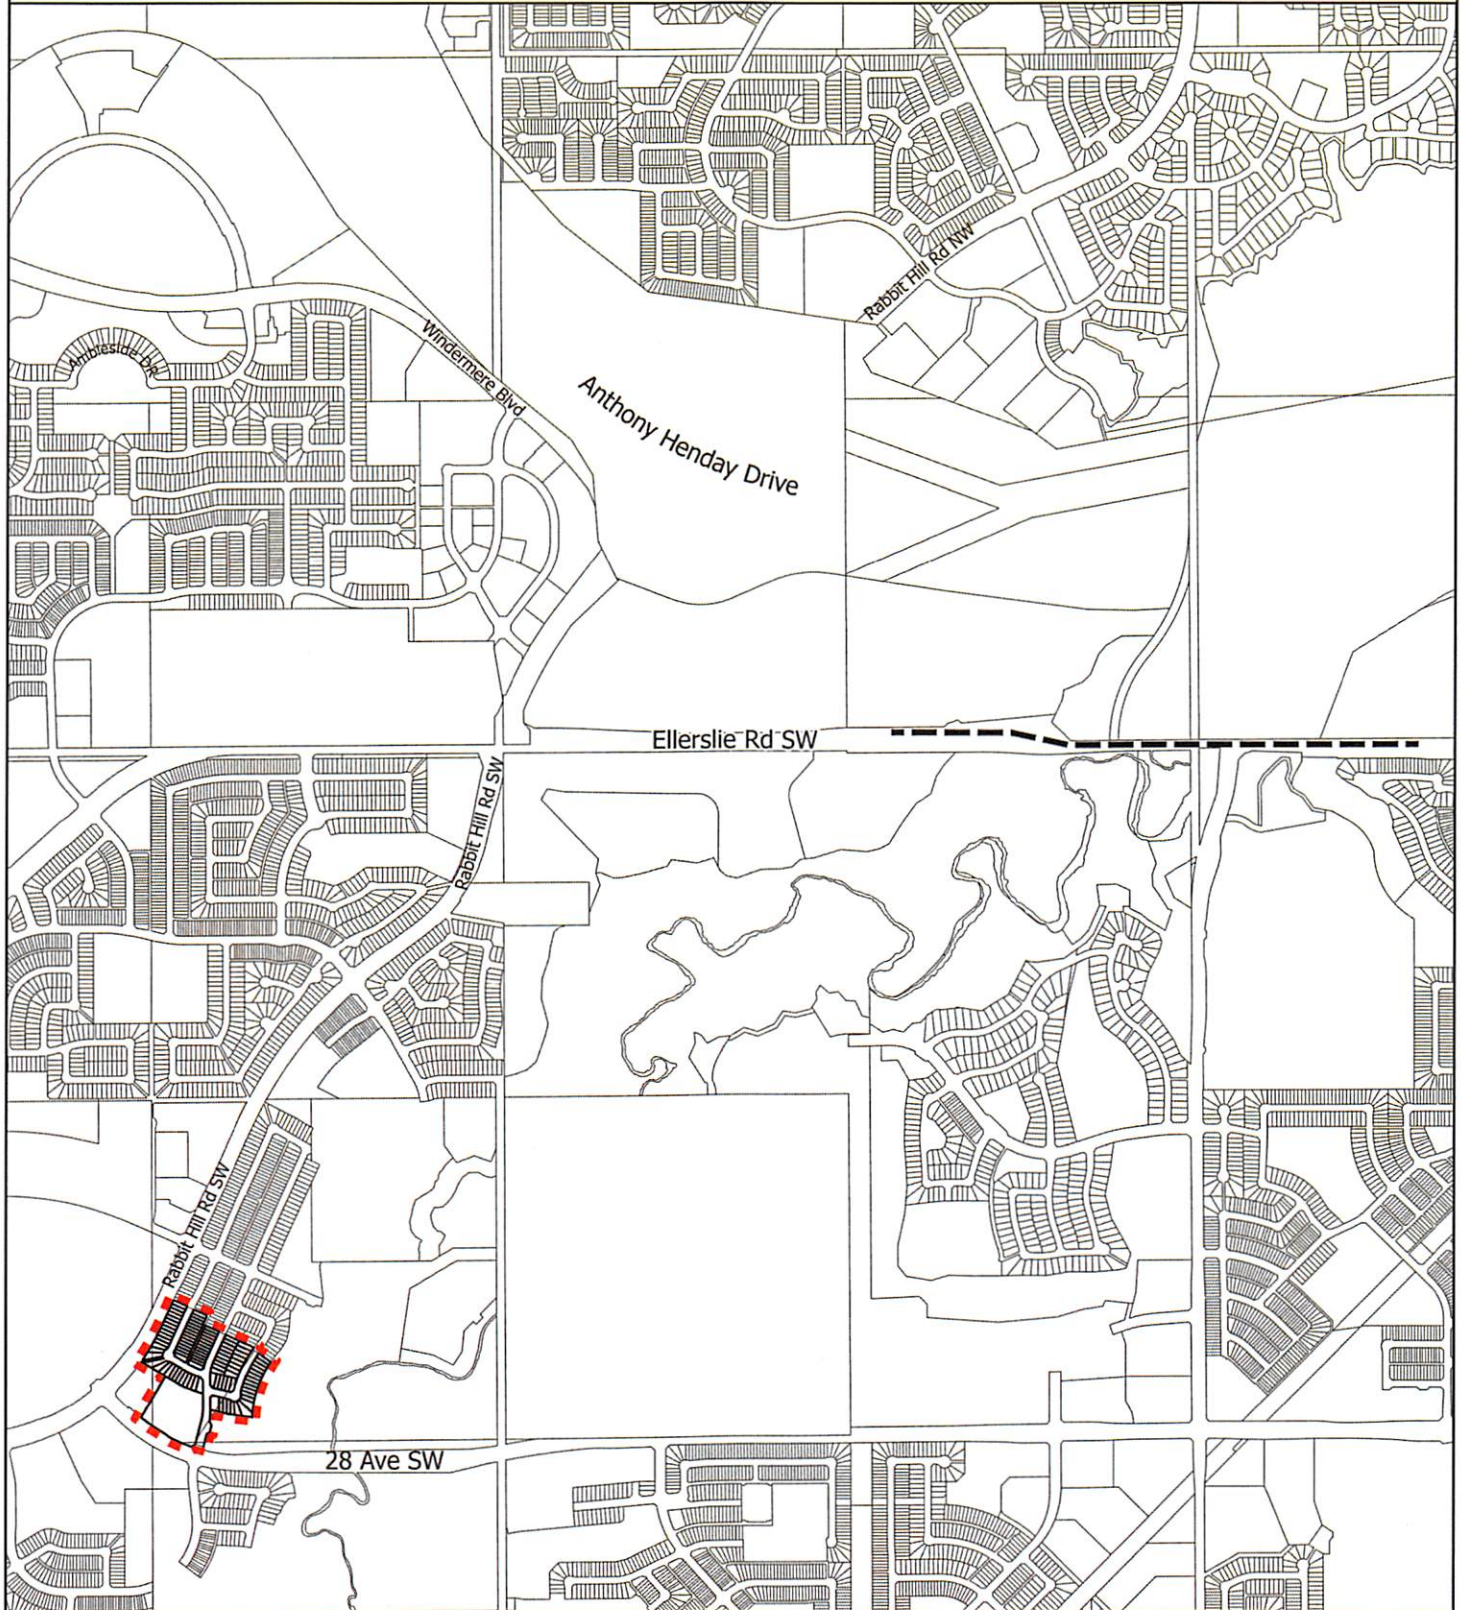 Rabbit Hill Rd NW
Windermere Blvd
Ambleside DR
Anthony Henday Drive
Ellerslie Rd SW
Rabbit Hill Rd SW
Rabbit Hill Rd SW
28 Ave SW